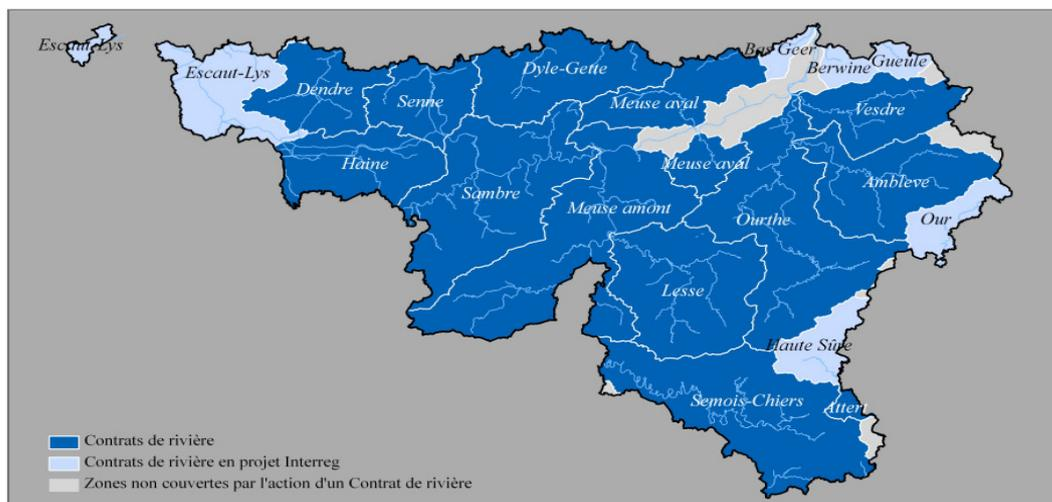 Escaut-Lys
Escaut-Lys
Dendre
Senne
Dyle-Gette
Meuse aval
Bas Geer
Berwine
Gueule
Vesdre
Haine
Sambre
Meuse aval
Meuse amont
Ourthe
Amblève
Our
Lesse
Haute Sûre
Semois-Chiers
Attert
Contrats de rivière
Contrats de rivière en projet Interreg
Zones non couvertes par l'action d'un Contrat de rivière